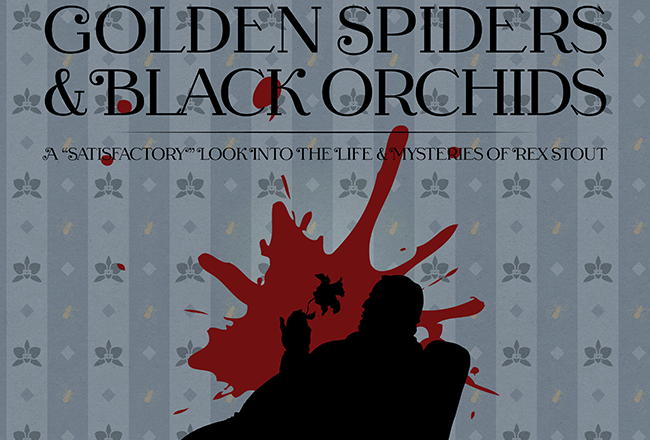 GOLDEN SPIDERS
& BLACK ORCHIDS
A “SATISFACTORY” LOOK INTO THE LIFE & MYSTERIES OF REX STOUT